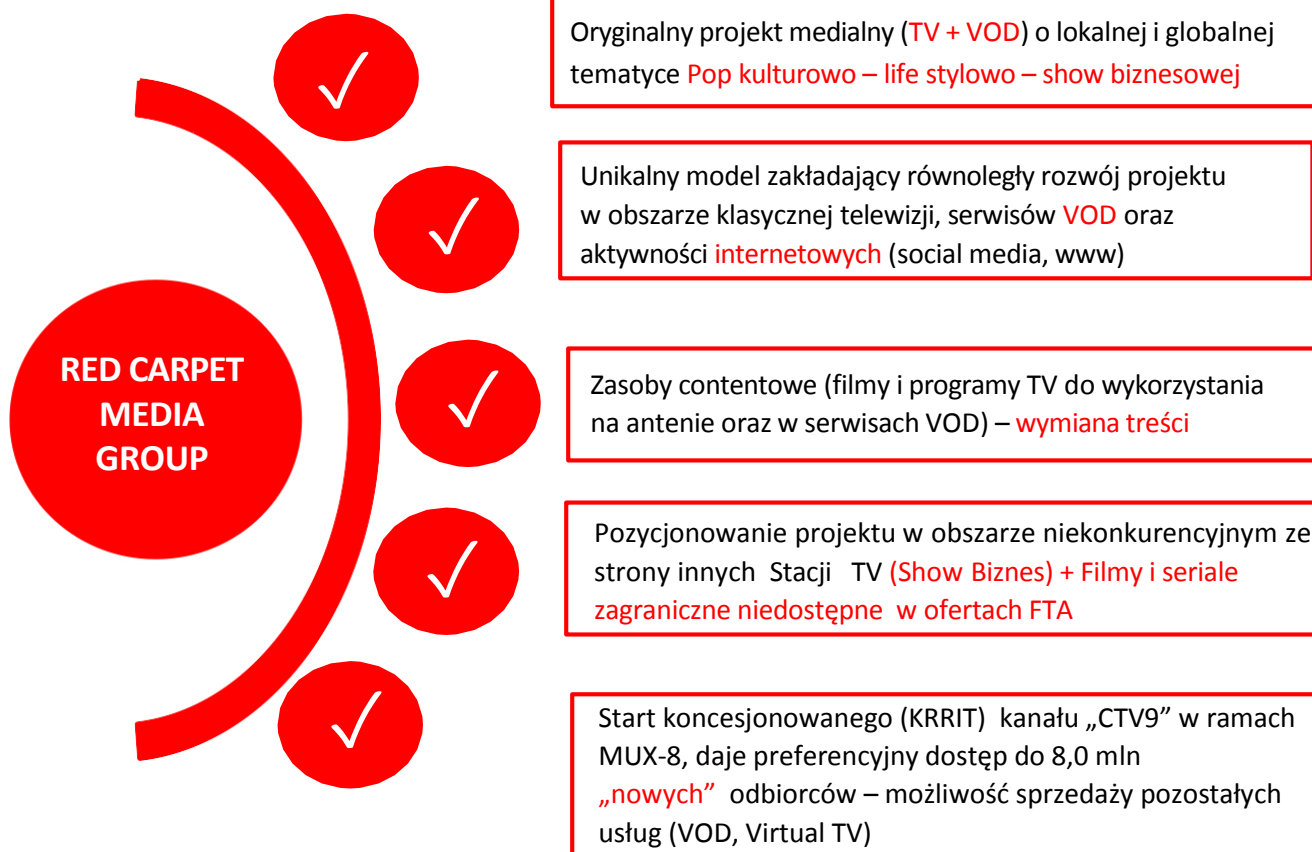 Oryginalny projekt medialny (TV + VOD) o lokalnej i globalnej
tematyce Pop kulturowo – life stylowo – show biznesowej
Unikalny model zakładający równoległy rozwój projektu
w obszarze klasycznej telewizji, serwisów VOD oraz
aktywności internetowych (social media, www)
RED CARPET
MEDIA
GROUP
Zasoby contentowe (filmy i programy TV do wykorzystania
na antenie oraz w serwisach VOD) – wymiana treści
Pozycjonowanie projektu w obszarze niekonkurencyjnym ze
strony innych Stacji TV (Show Biznes) + Filmy i seriale
zagraniczne niedostępne w ofertach FTA
Start koncesjonowanego (KRRIT) kanału „CTV9” w ramach
MUX-8, daje preferencyjny dostęp do 8,0 mln
„nowych” odbiorców – możliwość sprzedaży pozostałych
usług (VOD, Virtual TV)